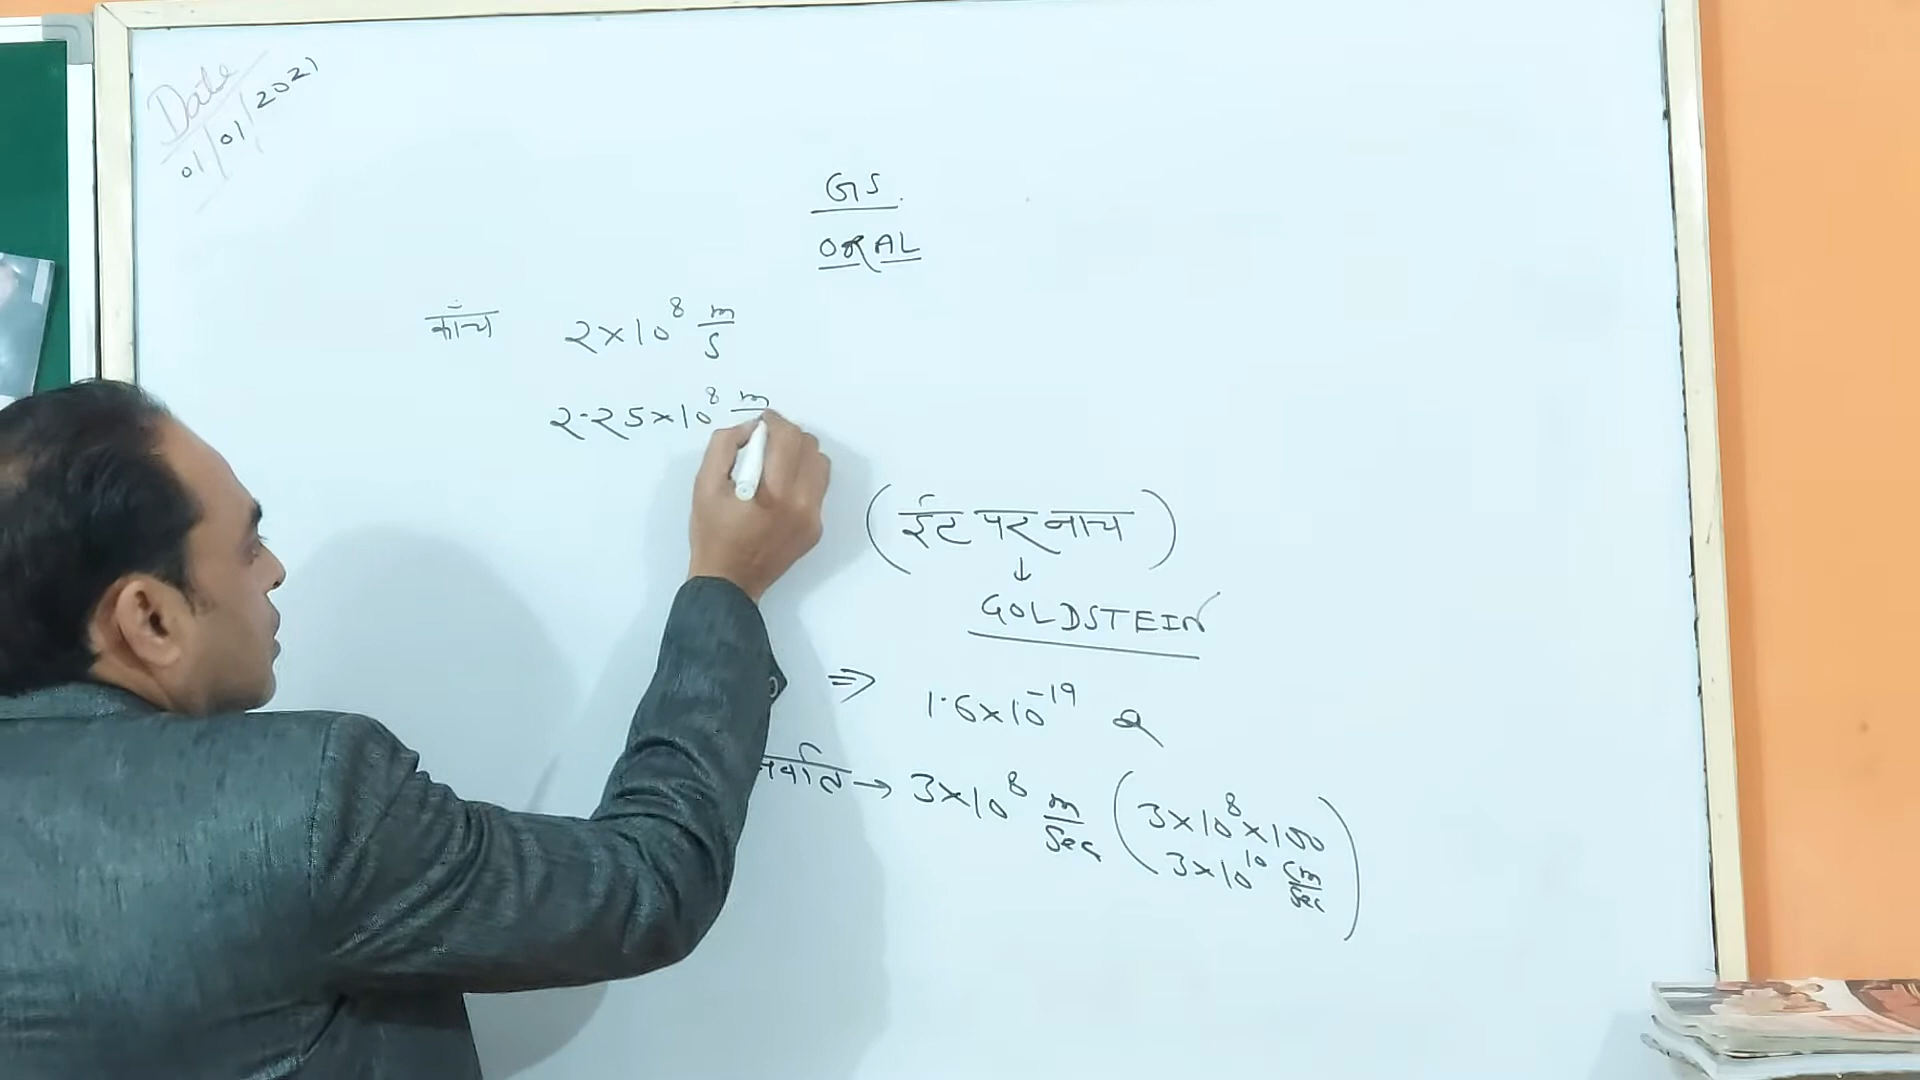 Date
01/01/2021
GS.
ORAL
काँच 2×10⁸ m/s
2.25×10⁸ m
(ईंट पर नाच)
↓
GOLDSTEIN
⇒ 1.6×10⁻¹⁹
→ 3×10⁸ m/Sec (3×10⁸×100
3×10¹⁰ cm/Sec)